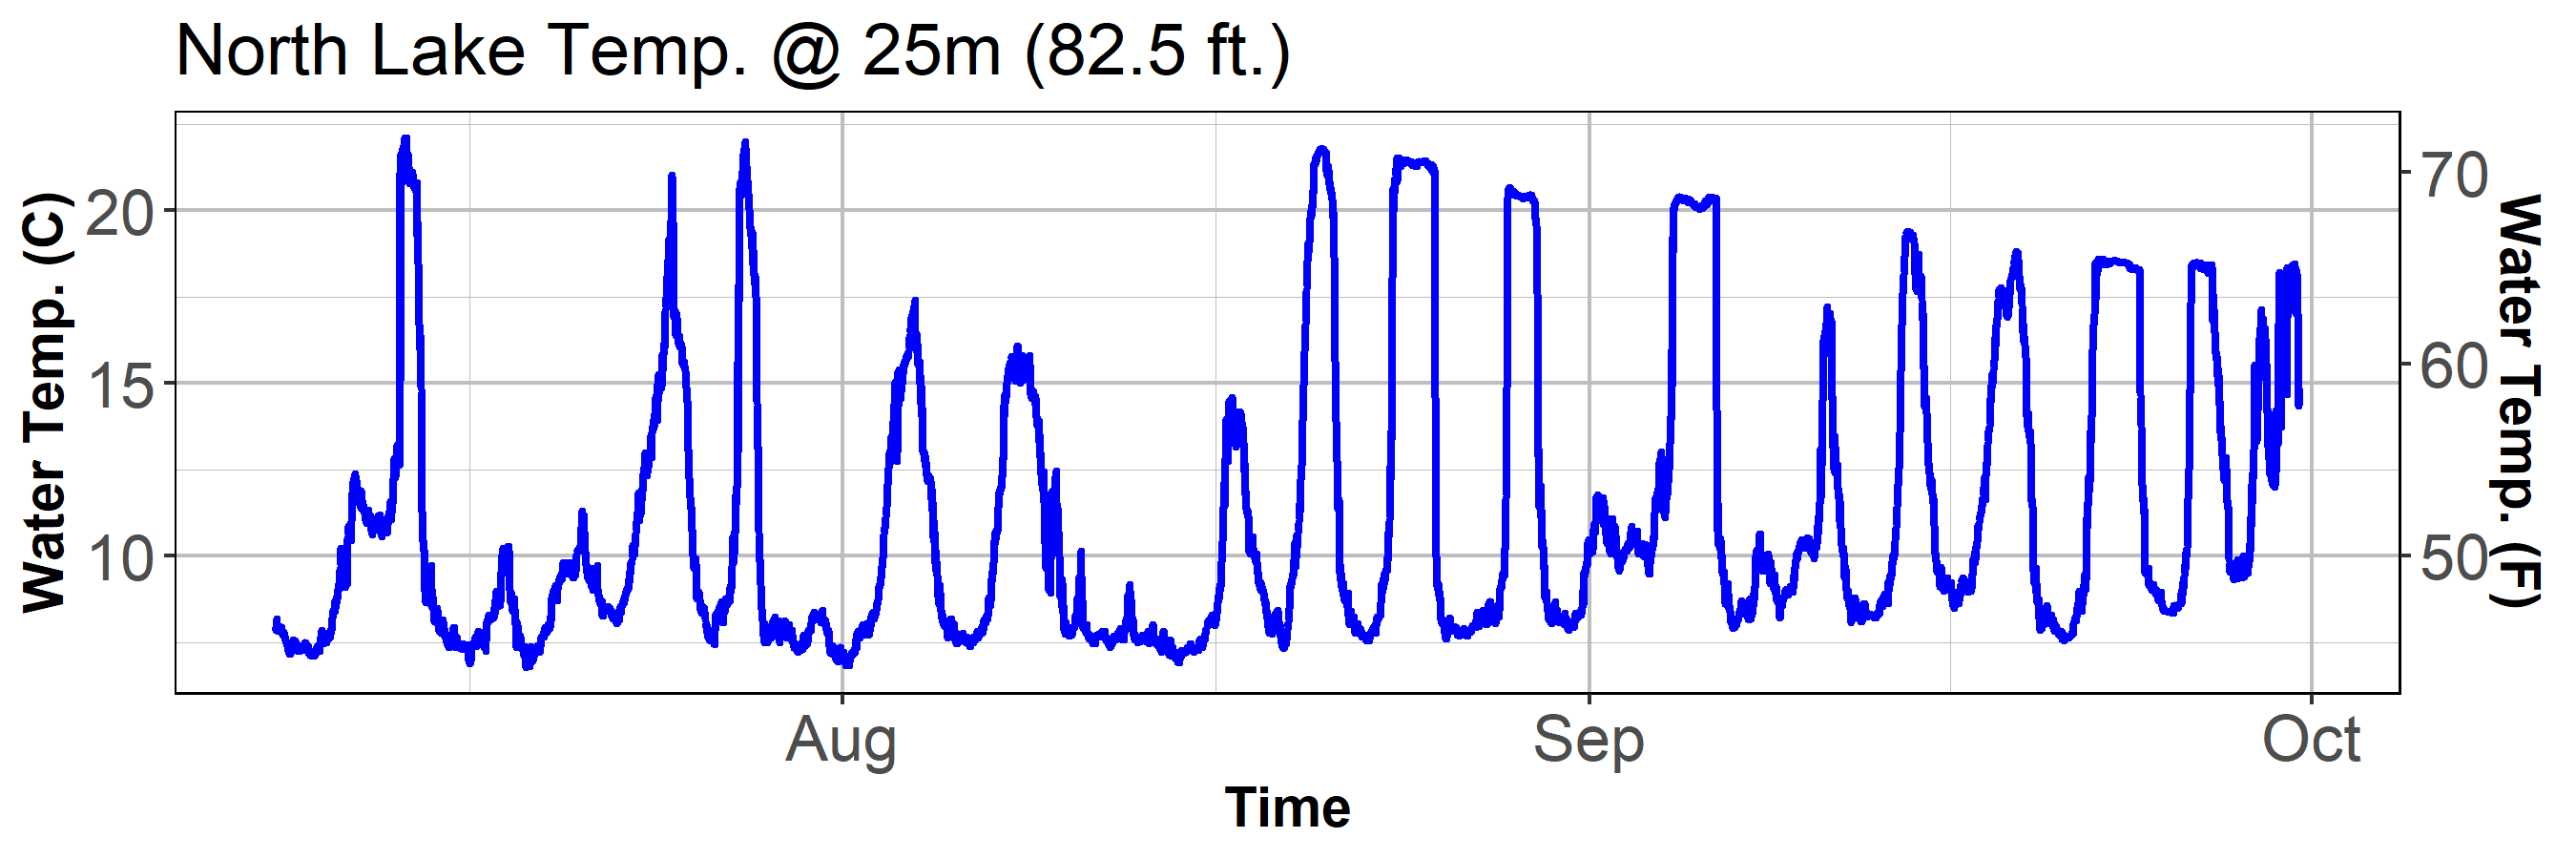 North Lake Temp. @ 25m (82.5 ft.)
Water Temp. (C)
20
15
10
70
60
50
Water Temp. (F)
Aug
Sep
Oct
Time